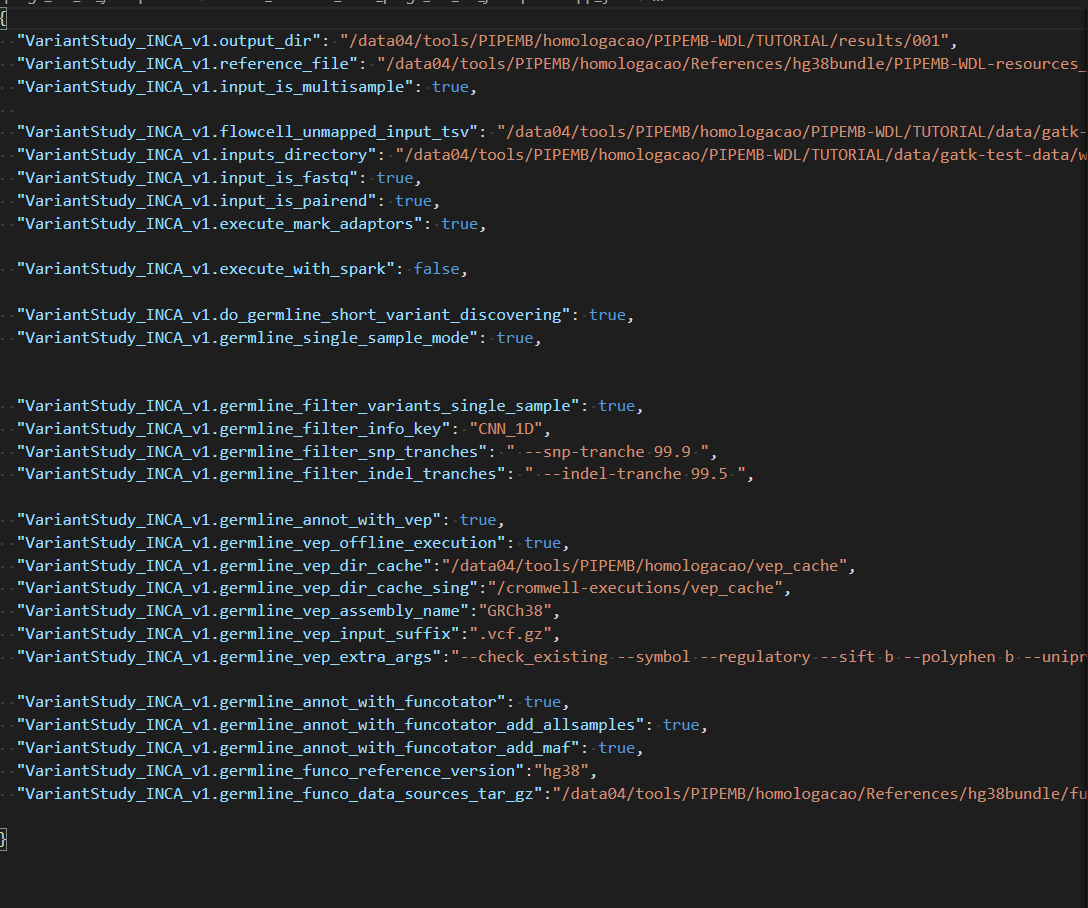 {
"VariantStudy_INCA_v1.output_dir": "/data04/tools/PIPEMB/homologacao/PIPEMB-WDL/TUTORIAL/results/001",
"VariantStudy_INCA_v1.reference_file": "/data04/tools/PIPEMB/homologacao/References/hg38bundle/PIPEMB-WDL-resources_
"VariantStudy_INCA_v1.input_is_multisample": true,
"VariantStudy_INCA_v1.flowcell_unmapped_input_tsv": "/data04/tools/PIPEMB/homologacao/PIPEMB-WDL/TUTORIAL/data/gatk-
"VariantStudy_INCA_v1.inputs_directory": "/data04/tools/PIPEMB/homologacao/PIPEMB-WDL/TUTORIAL/data/gatk-test-data/w
"VariantStudy_INCA_v1.input_is_fastq": true,
"VariantStudy_INCA_v1.input_is_pairend": true,
"VariantStudy_INCA_v1.execute_mark_adaptors": true,
"VariantStudy_INCA_v1.execute_with_spark": false,
"VariantStudy_INCA_v1.do_germline_short_variant_discovering": true,
"VariantStudy_INCA_v1.germline_single_sample_mode": true,
"VariantStudy_INCA_v1.germline_filter_variants_single_sample": true,
"VariantStudy_INCA_v1.germline_filter_info_key": "CNN_1D",
"VariantStudy_INCA_v1.germline_filter_snp_tranches": " --snp-tranche 99.9 ",
"VariantStudy_INCA_v1.germline_filter_indel_tranches": " --indel-tranche 99.5 ",
"VariantStudy_INCA_v1.germline_annot_with_vep": true,
"VariantStudy_INCA_v1.germline_vep_offline_execution": true,
"VariantStudy_INCA_v1.germline_vep_dir_cache":"/data04/tools/PIPEMB/homologacao/vep_cache",
"VariantStudy_INCA_v1.germline_vep_dir_cache_sing":"/cromwell-executions/vep_cache",
"VariantStudy_INCA_v1.germline_vep_assembly_name":"GRCh38",
"VariantStudy_INCA_v1.germline_vep_input_suffix":".vcf.gz",
"VariantStudy_INCA_v1.germline_vep_extra_args":"--check_existing --symbol --regulatory --sift b --polyphen b --unipr
"VariantStudy_INCA_v1.germline_annot_with_funcotator": true,
"VariantStudy_INCA_v1.germline_annot_with_funcotator_add_allsamples": true,
"VariantStudy_INCA_v1.germline_annot_with_funcotator_add_maf": true,
"VariantStudy_INCA_v1.germline_funco_reference_version":"hg38",
"VariantStudy_INCA_v1.germline_funco_data_sources_tar_gz":"/data04/tools/PIPEMB/homologacao/References/hg38bundle/fu
}